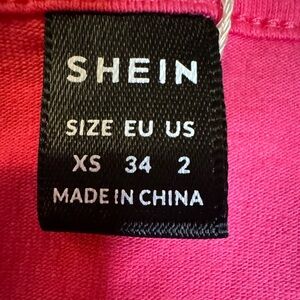 SHEIN
SIZE EU US
XS 34 2
MADE IN CHINA